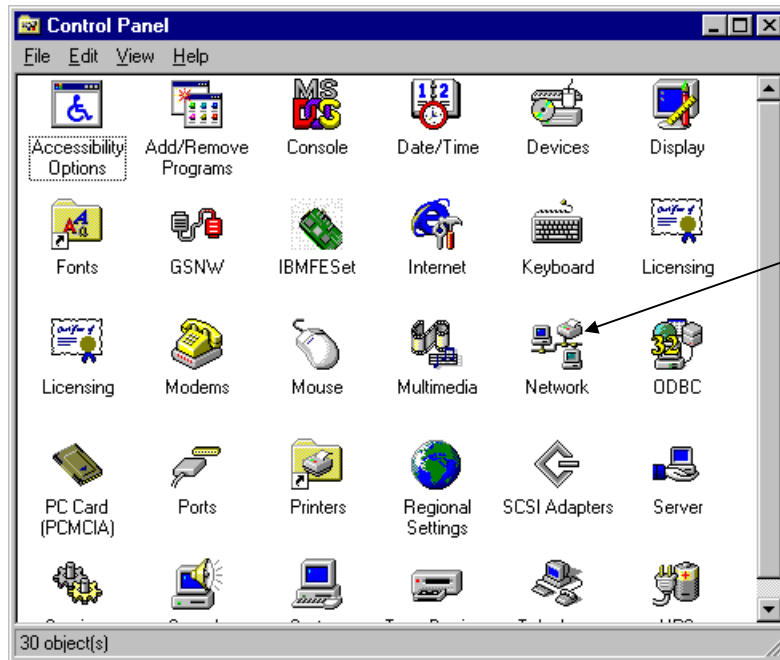 Control Panel
File Edit View Help
Accessibility Options
Add/Remove Programs
Console
Date/Time
Devices
Display
Fonts
GSNW
IBMFESet
Internet
Keyboard
Licensing
Licensing
Modems
Mouse
Multimedia
Network
ODBC
PC Card (PCMCIA)
Ports
Printers
Regional Settings
SCSI Adapters
Server
30 object(s)